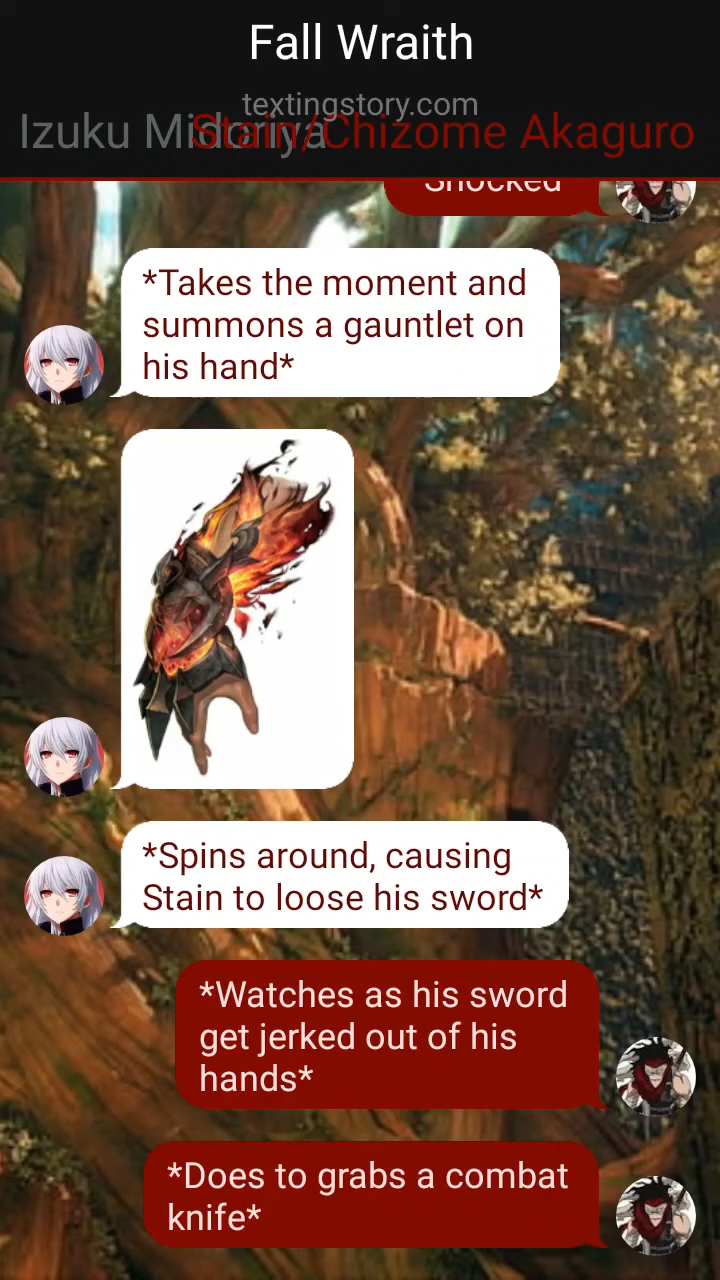 Fall Wraith
textingstory.com
Izuku Midoriya
Stain/Chizome Akaguro
Shocked
*Takes the moment and
summons a gauntlet on
his hand*
*Spins around, causing
Stain to loose his sword*
*Watches as his sword
get jerked out of his
hands*
*Does to grabs a combat
knife*